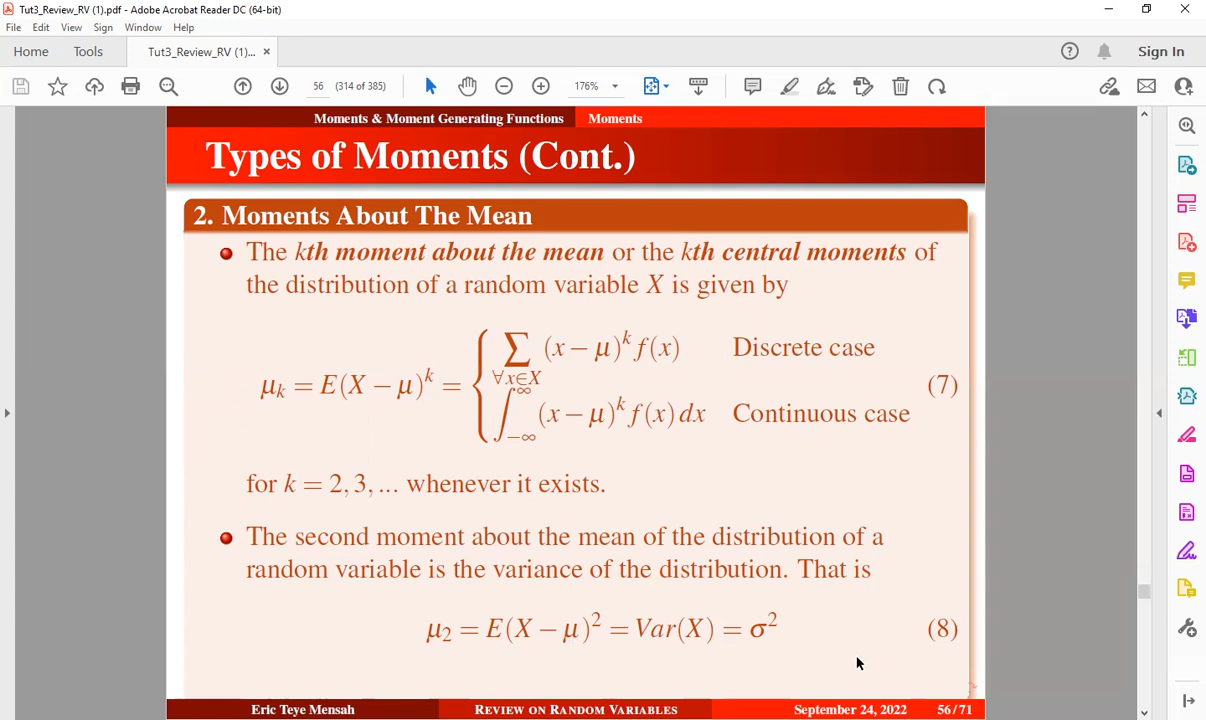 Tut3_Review_RV (1).pdf - Adobe Acrobat Reader DC (64-bit)
File Edit View Sign Window Help
Home Tools Tut3_Review_RV (1)... × Sign In
56 (314 of 385) 176%
Moments & Moment Generating Functions Moments
Types of Moments (Cont.)
2. Moments About The Mean
The kth moment about the mean or the kth central moments of
the distribution of a random variable X is given by
μ_k = E(X − μ)^k = { ∑_{∀x∈X} (x − μ)^k f(x) Discrete case
∫_{−∞}^{∞} (x − μ)^k f(x) dx Continuous case (7)
for k = 2, 3, ... whenever it exists.
The second moment about the mean of the distribution of a
random variable is the variance of the distribution. That is
μ_2 = E(X − μ)^2 = Var(X) = σ^2 (8)
Eric Teye Mensah REVIEW ON RANDOM VARIABLES September 24, 2022 56/71